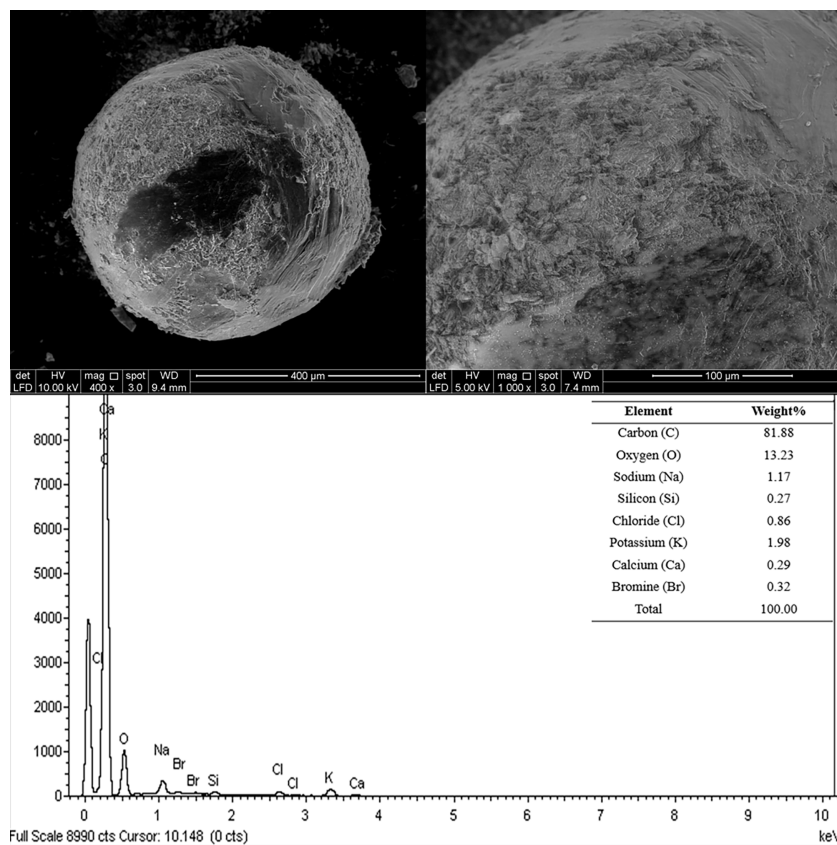 det HV mag □ spot WD
LFD 10.00 kV 400 x 3.0 9.4 mm 400 µm
det HV mag □ spot WD
LFD 5.00 kV 1 000 x 3.0 7.4 mm 100 µm
Element Weight%
Carbon (C) 81.88
Oxygen (O) 13.23
Sodium (Na) 1.17
Silicon (Si) 0.27
Chloride (Cl) 0.86
Potassium (K) 1.98
Calcium (Ca) 0.29
Bromine (Br) 0.32
Total 100.00
8000
7000
6000
5000
4000
3000
2000
1000
0
Ca
K
C
Cl
O
Na
Br
Br
Si
Cl
Cl
K
Ca
0 1 2 3 4 5 6 7 8 9 10
Full Scale 8990 cts Cursor: 10.148 (0 cts)